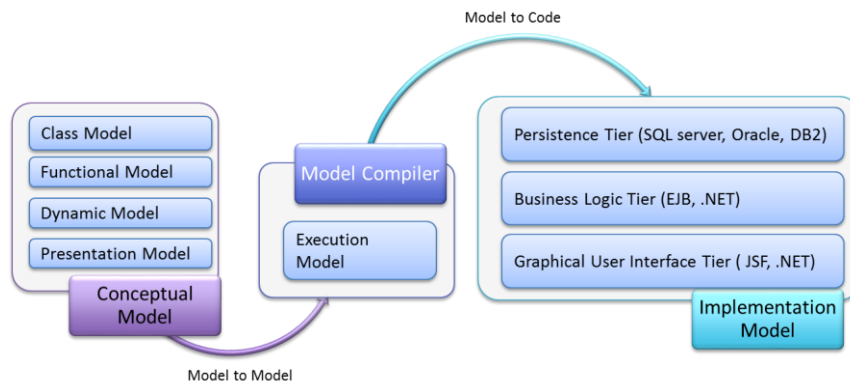 Model to Code
Class Model
Functional Model
Dynamic Model
Presentation Model
Conceptual
Model
Model to Model
Model Compiler
Execution
Model
Persistence Tier (SQL server, Oracle, DB2)
Business Logic Tier (EJB, .NET)
Graphical User Interface Tier ( JSF, .NET)
Implementation
Model